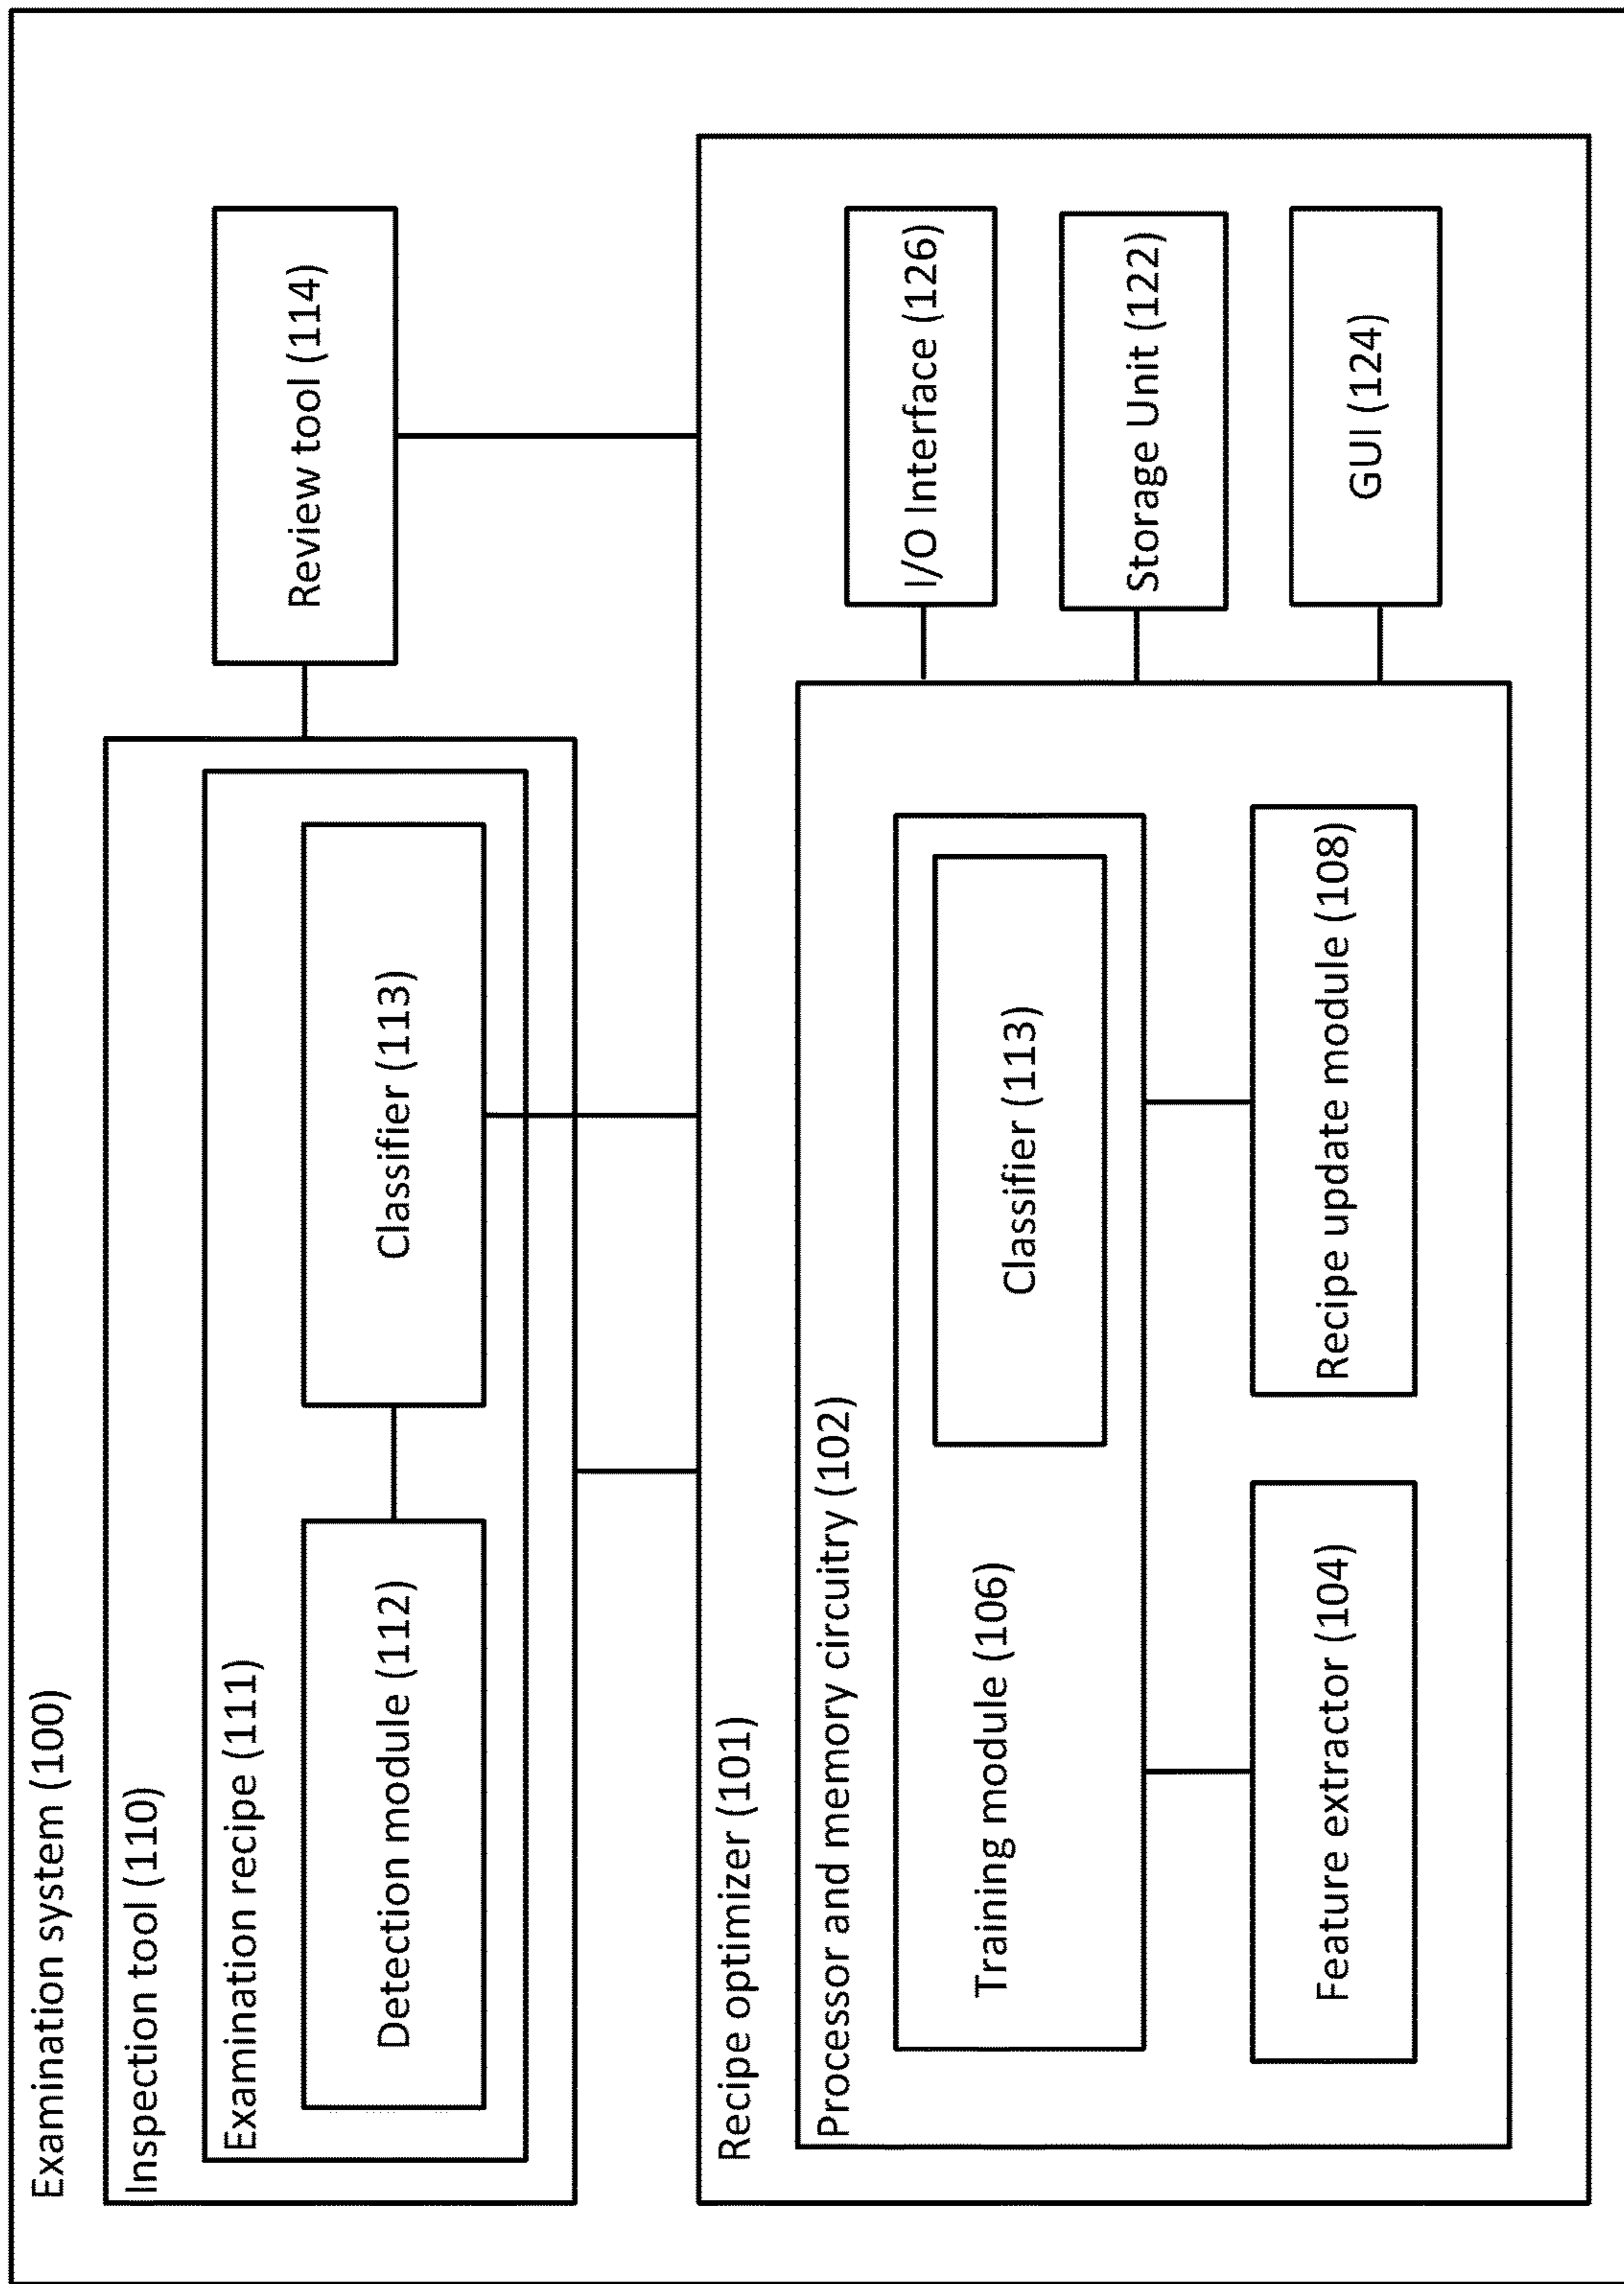 Examination system (100)
Inspection tool (110)
Examination recipe (111)
Detection module (112)
Classifier (113)
Review tool (114)
Recipe optimizer (101)
Processor and memory circuitry (102)
Training module (106)
Classifier (113)
Feature extractor (104)
Recipe update module (108)
I/O Interface (126)
Storage Unit (122)
GUI (124)